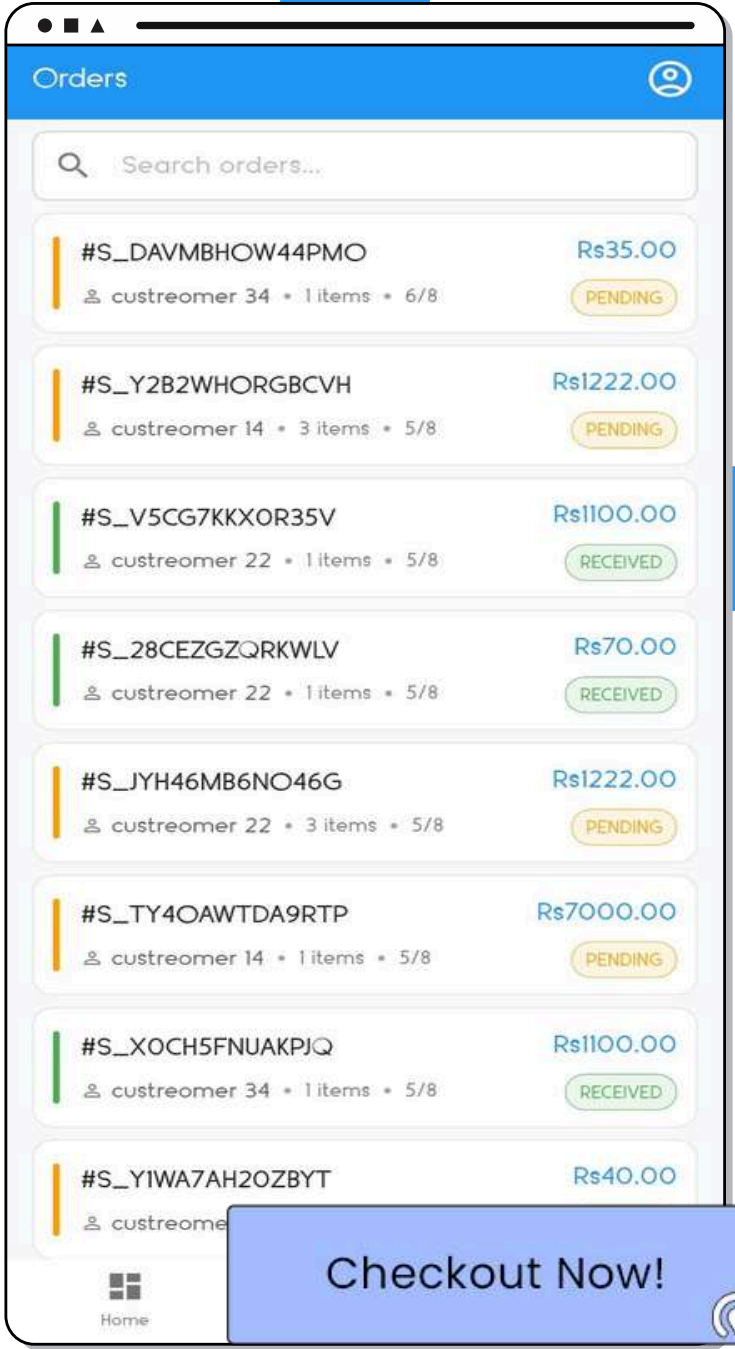 Orders
Search orders...
#S_DAVMBHOW44PMO Rs35.00
custreomer 34 • 1 items • 6/8 PENDING
#S_Y2B2WHORGBCVH Rs1222.00
custreomer 14 • 3 items • 5/8 PENDING
#S_V5CG7KKX0R35V Rs1100.00
custreomer 22 • 1 items • 5/8 RECEIVED
#S_28CEZGZQRKWLV Rs70.00
custreomer 22 • 1 items • 5/8 RECEIVED
#S_JYH46MB6NO46G Rs1222.00
custreomer 22 • 3 items • 5/8 PENDING
#S_TY4OAWTDA9RTP Rs7000.00
custreomer 14 • 1 items • 5/8 PENDING
#S_X0CH5FNUAKPJQ Rs1100.00
custreomer 34 • 1 items • 5/8 RECEIVED
#S_Y1WA7AH2OZBYT Rs40.00
custreome
Checkout Now!
Home